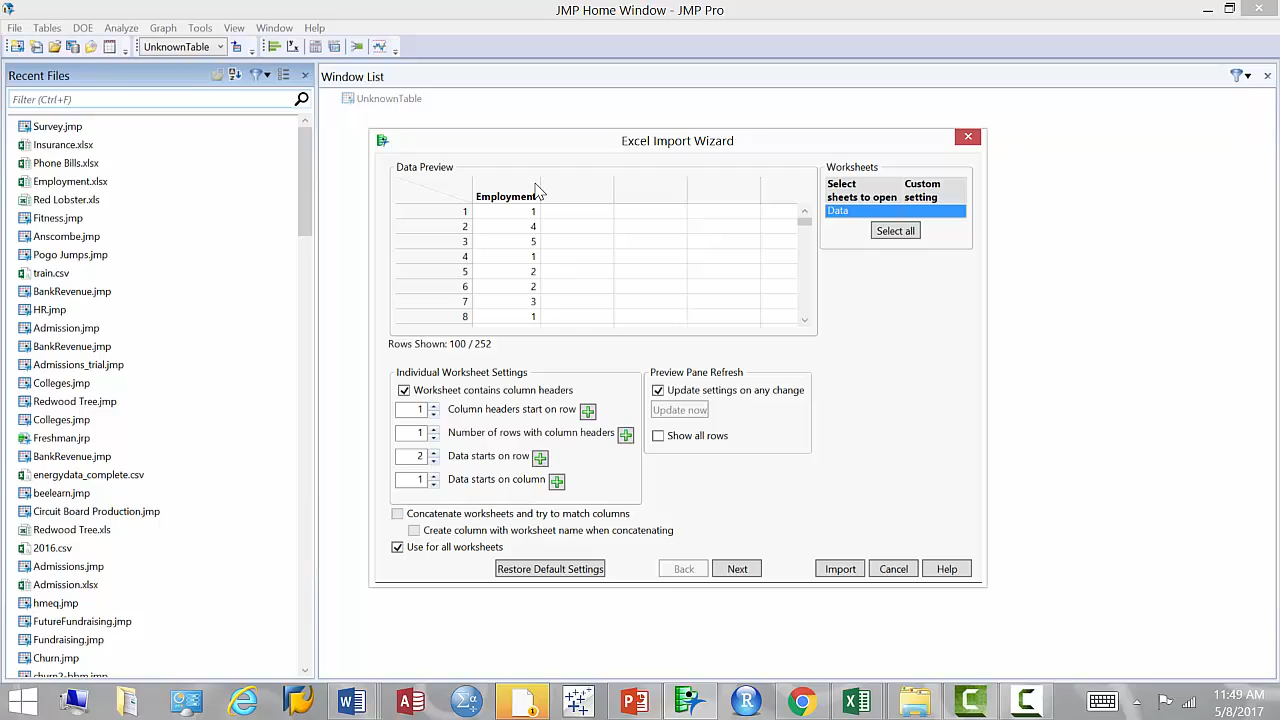 JMP Home Window - JMP Pro
File Tables DOE Analyze Graph Tools View Window Help
UnknownTable
Recent Files
Window List
Filter (Ctrl+F)
UnknownTable
Survey.jmp
Insurance.xlsx
Phone Bills.xlsx
Employment.xlsx
Red Lobster.xls
Fitness.jmp
Anscombe.jmp
Pogo Jumps.jmp
train.csv
BankRevenue.jmp
HR.jmp
Admission.jmp
BankRevenue.jmp
Admissions_trial.jmp
Colleges.jmp
Redwood Tree.jmp
Colleges.jmp
Freshman.jrp
BankRevenue.jmp
energydata_complete.csv
beelearn.jmp
Circuit Board Production.jmp
Redwood Tree.xls
2016.csv
Admissions.jmp
Admission.xlsx
hmeq.jmp
FutureFundraising.jmp
Fundraising.jmp
Churn.jmp
churn2-bbm.jmp
Excel Import Wizard
Data Preview
Employment
1 1
2 4
3 5
4 1
5 2
6 2
7 3
8 1
Rows Shown: 100 / 252
Worksheets
Select sheets to open
Custom setting
Data
Select all
Individual Worksheet Settings
Worksheet contains column headers
1 Column headers start on row
1 Number of rows with column headers
2 Data starts on row
1 Data starts on column
Preview Pane Refresh
Update settings on any change
Update now
Show all rows
Concatenate worksheets and try to match columns
Create column with worksheet name when concatenating
Use for all worksheets
Restore Default Settings
Back
Next
Import
Cancel
Help
11:49 AM
5/8/2017